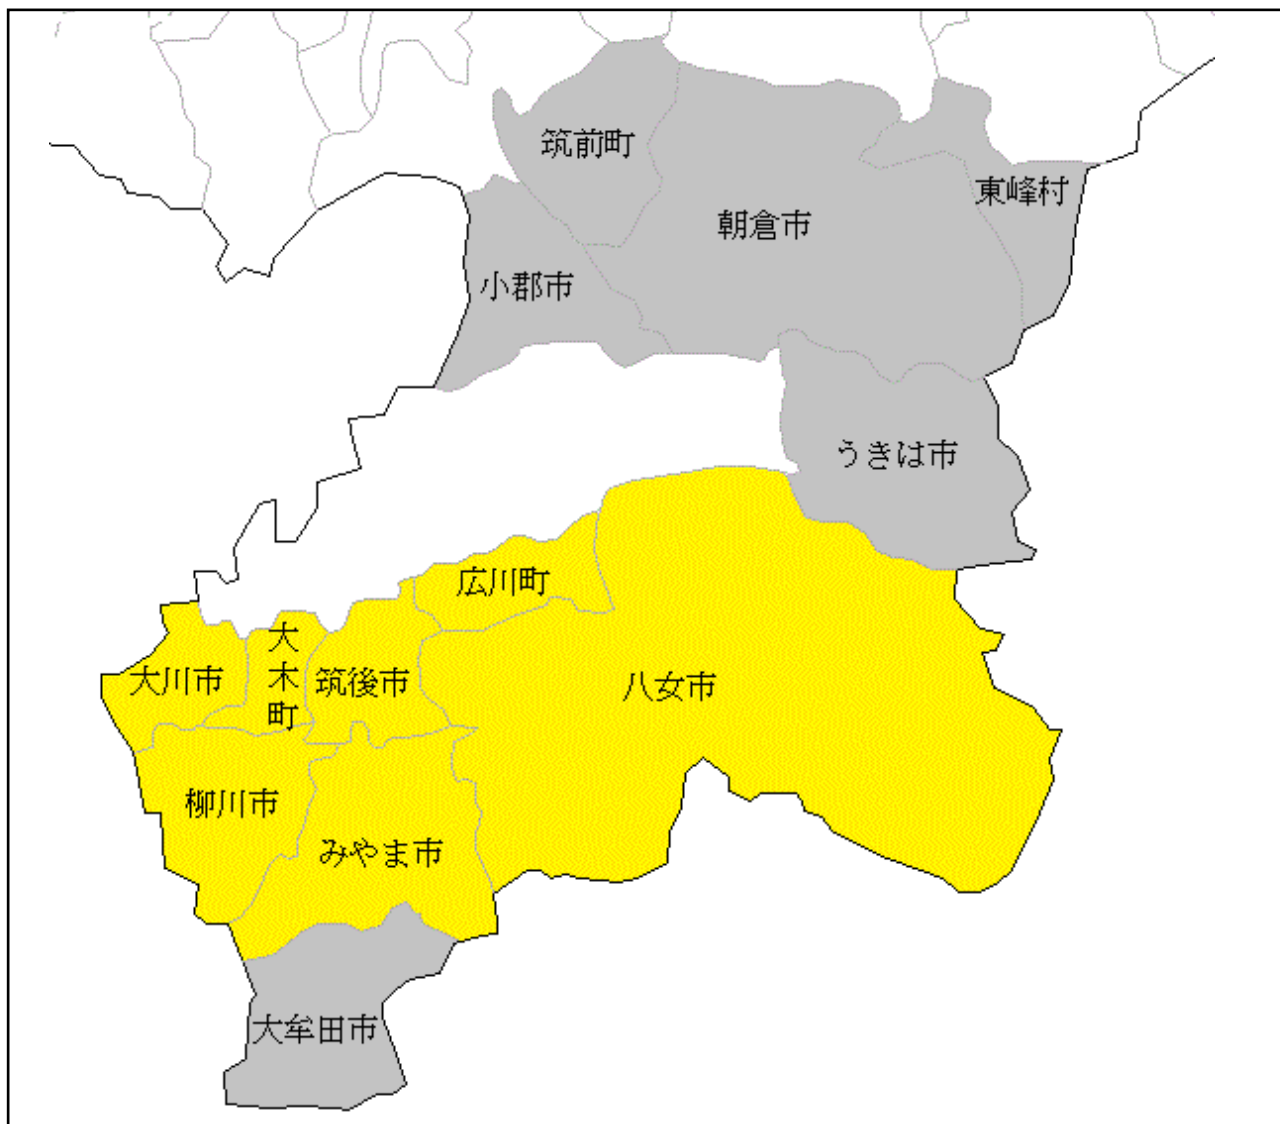 筑前町
東峰村
朝倉市
小郡市
うきは市
広川町
大木町
大川市
筑後市
八女市
柳川市
みやま市
大牟田市